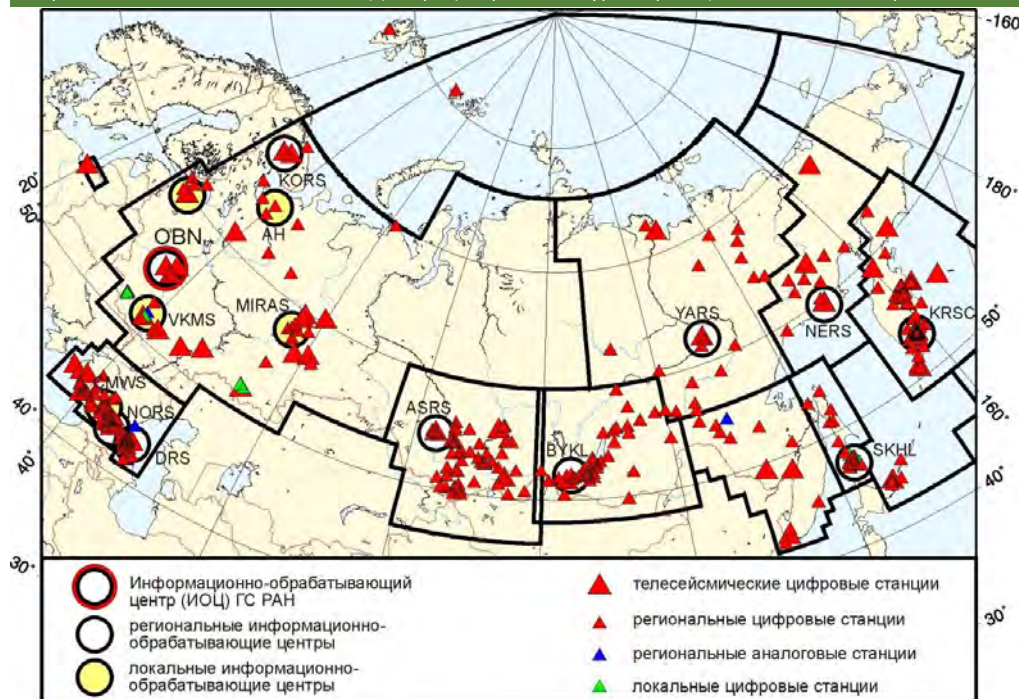 -160
180°
20°
50°
KORS
AH
OBN
VKMS
MIRAS
YARS
NERS
KRSC
50°
160°
CMWS
NORS
DRS
ASRS
BYKL
SKHL
40°
40°
40°
30°
30°
Информационно-обрабатывающий
центр (ИОЦ) ГС РАН
региональные информационно-
обрабатывающие центры
локальные информационно-
обрабатывающие центры
телесейсмические цифровые станции
региональные цифровые станции
региональные аналоговые станции
локальные цифровые станции